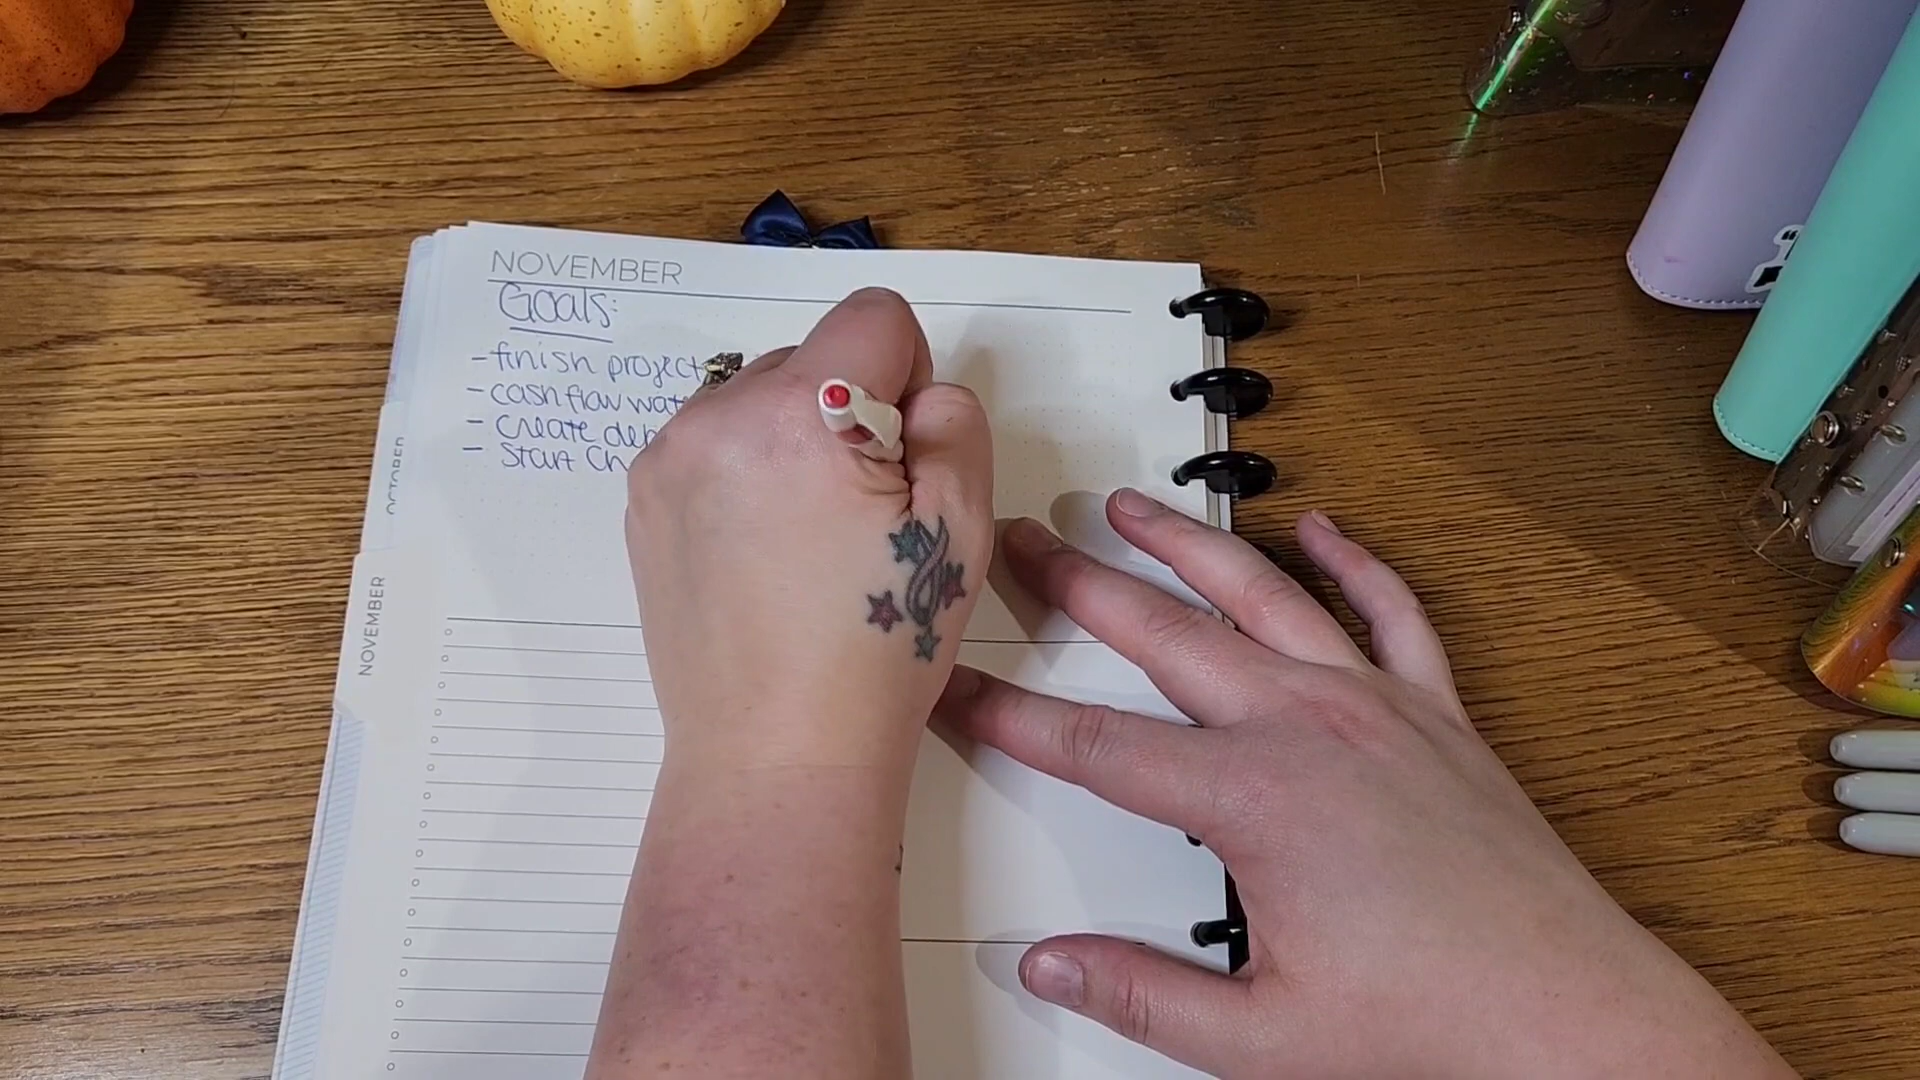 NOVEMBER
Goals:
- finish project
- cash flow
- create
- Start
OCTOBER
NOVEMBER